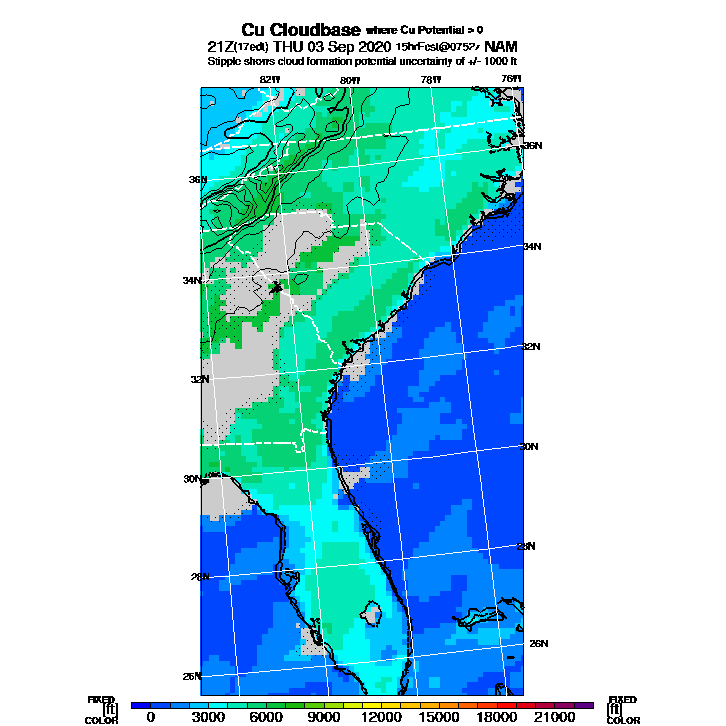 Cu Cloudbase where Cu Potential > 0
21Z(17edt) THU 03 Sep 2020 15hrFcst@0752z NAM
Stipple shows cloud formation potential uncertainty of +/- 1000 ft
82W 80W 78W 76W
36N
36N
34N
34N
32N
32N
30N
30N
28N
28N
26N
26N
FIXED FIXED
[ft] [ft]
COLOR COLOR
0 3000 6000 9000 12000 15000 18000 21000